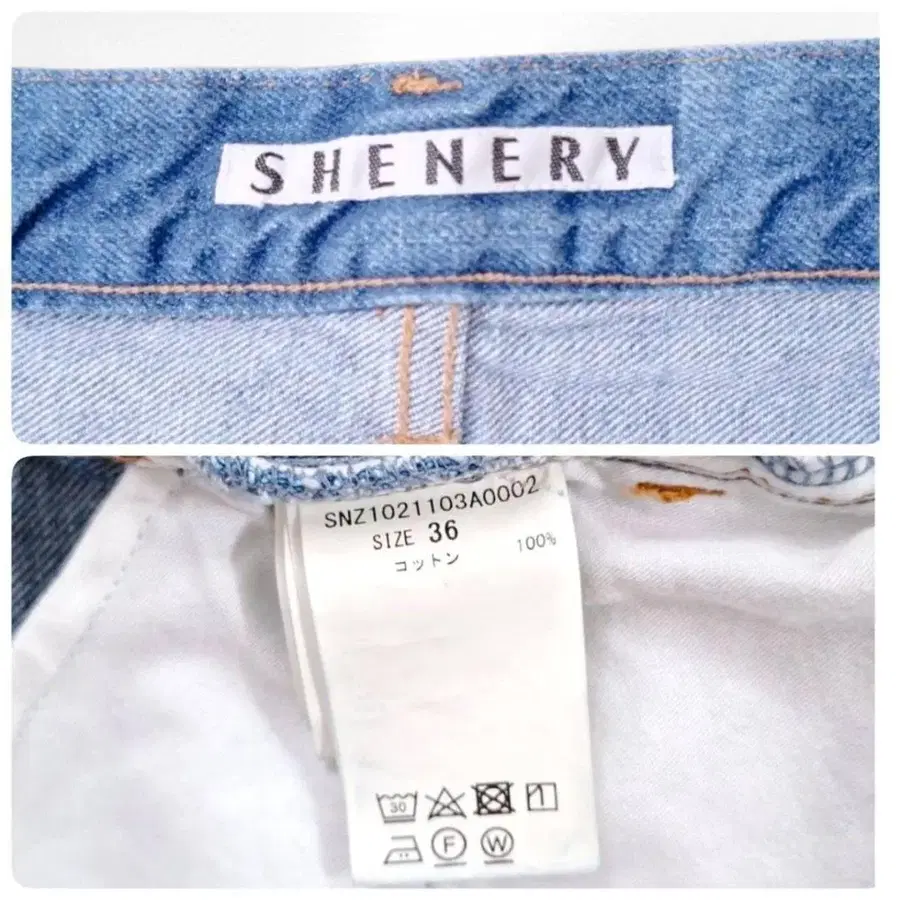 SHENERY
SNZ1021103A0002
SIZE 36
コットン 100%
30
F W